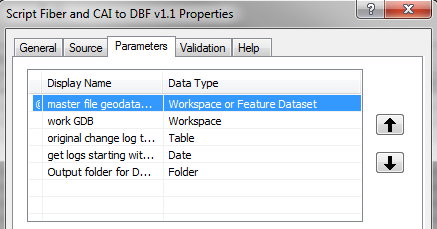 Script Fiber and CAI to DBF v1.1 Properties
General Source Parameters Validation Help
Display Name Data Type
master file geodata... Workspace or Feature Dataset
work GDB Workspace
original change log t... Table
get logs starting wit... Date
Output folder for D... Folder